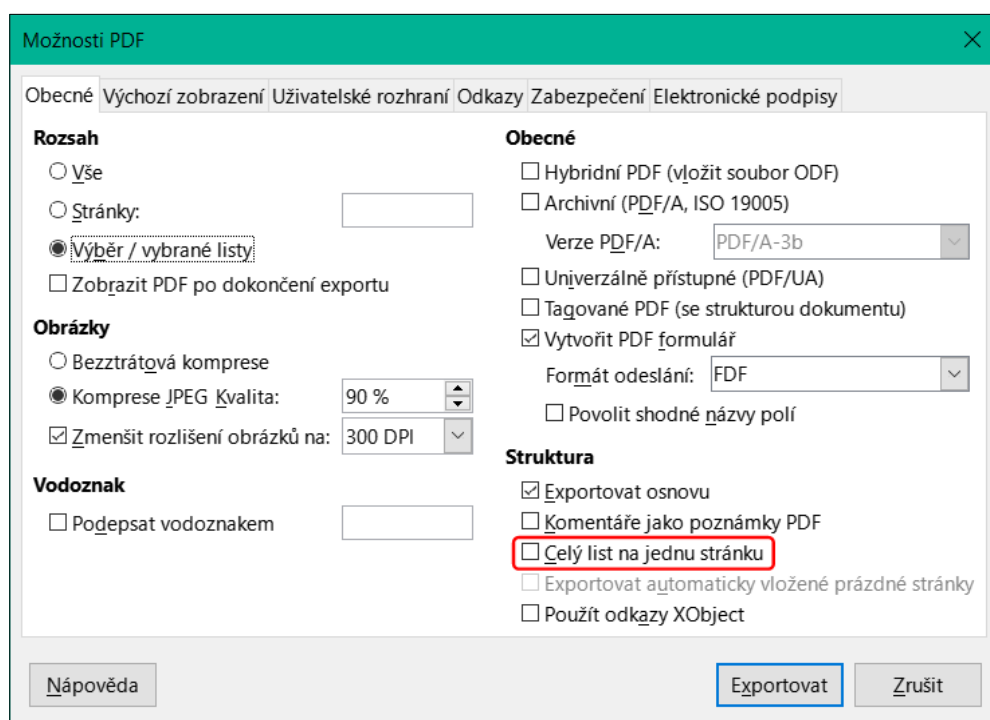 Možnosti PDF
Obecné Výchozí zobrazení Uživatelské rozhraní Odkazy Zabezpečení Elektronické podpisy
Rozsah
Vše
Stránky:
Výběr / vybrané listy
Zobrazit PDF po dokončení exportu
Obrázky
Bezztrátová komprese
Komprese JPEG Kvalita: 90 %
Zmenšit rozlišení obrázků na: 300 DPI
Vodoznak
Podepsat vodoznakem
Obecné
Hybridní PDF (vložit soubor ODF)
Archivní (PDF/A, ISO 19005)
Verze PDF/A: PDF/A-3b
Univerzálně přístupné (PDF/UA)
Tagované PDF (se strukturou dokumentu)
Vytvořit PDF formulář
Formát odeslání: FDF
Povolit shodné názvy polí
Struktura
Exportovat osnovu
Komentáře jako poznámky PDF
Celý list na jednu stránku
Exportovat automaticky vložené prázdné stránky
Použít odkazy XObject
Nápověda
Exportovat
Zrušit